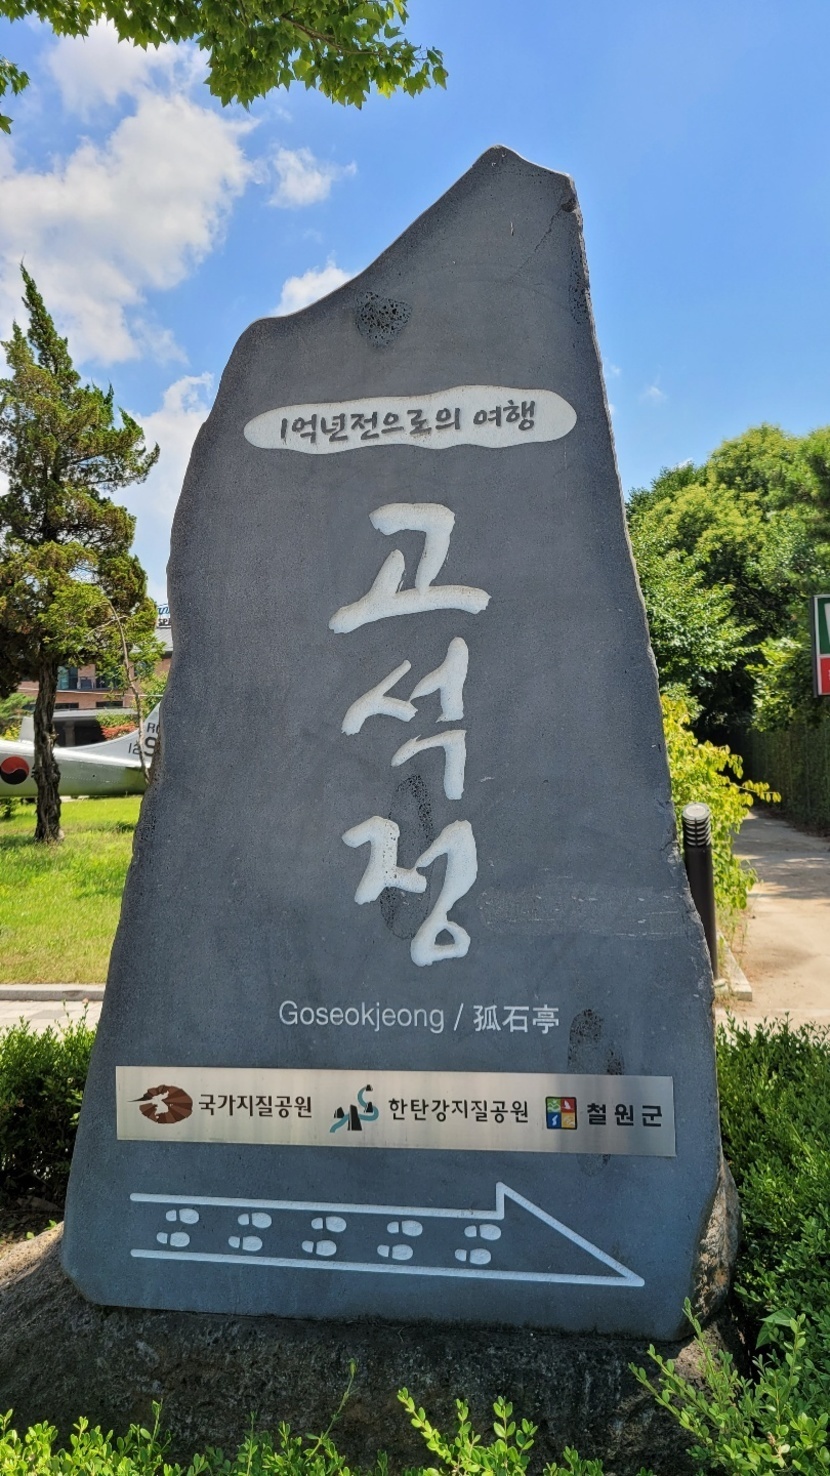 1억년전으로의 여행
고석정
Goseokjeong / 孤石亭
국가지질공원 한탄강지질공원 철원군